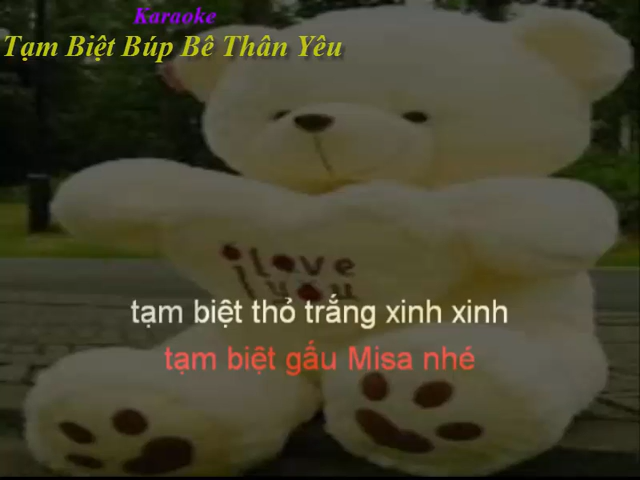 Karaoke
Tạm Biệt Búp Bê Thân Yêu
i love
you
tạm biệt thỏ trắng xinh xinh
tạm biệt gấu Misa nhé